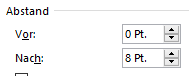 Abstand
Vor: 0 Pt.
Nach: 8 Pt.